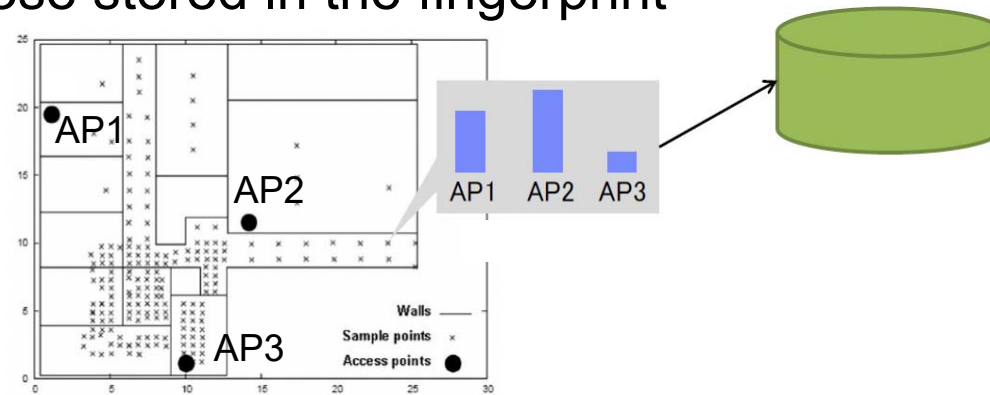 ose stored in the fingerprint
25
20
15
10
5
0
0 5 10 15 20 25 30
AP1
AP2
AP3
Walls
Sample points
Access points
AP1 AP2 AP3